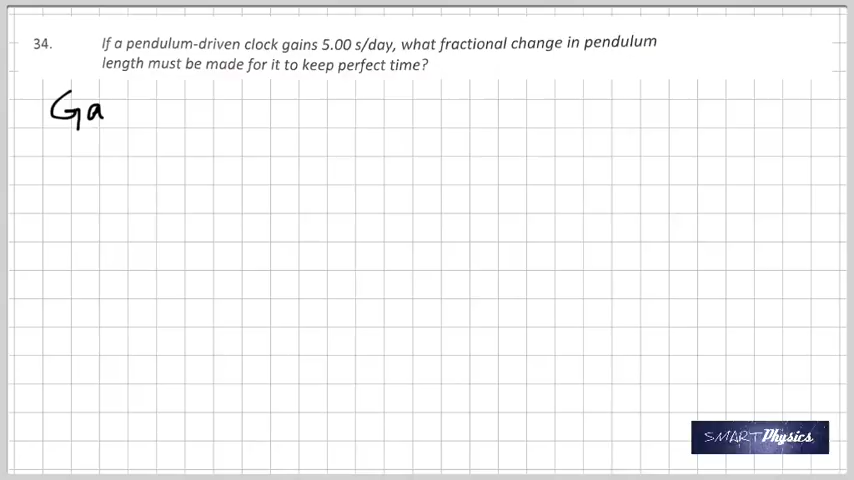 34. If a pendulum-driven clock gains 5.00 s/day, what fractional change in pendulum
length must be made for it to keep perfect time?
Ga
SMARTPhysics